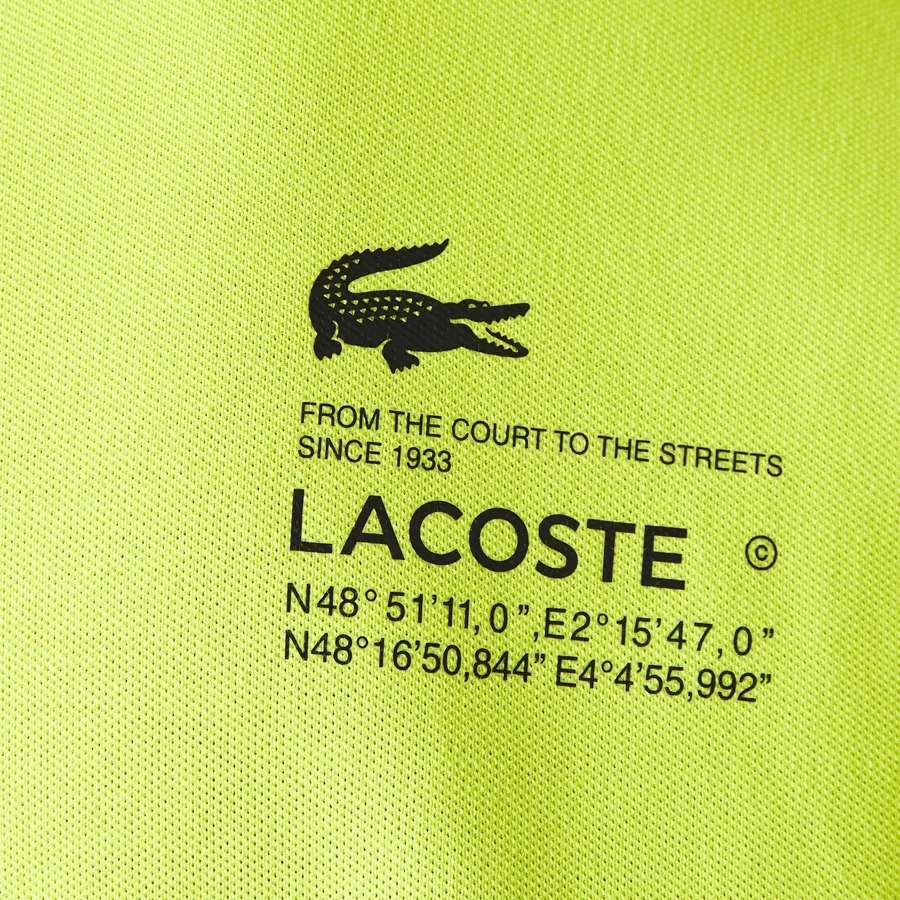 FROM THE COURT TO THE STREETS
SINCE 1933
LACOSTE ©
N 48° 51’11, 0 ”,E2°15’ 47, 0 ”
N48°16’50,844” E4°4’55,992”